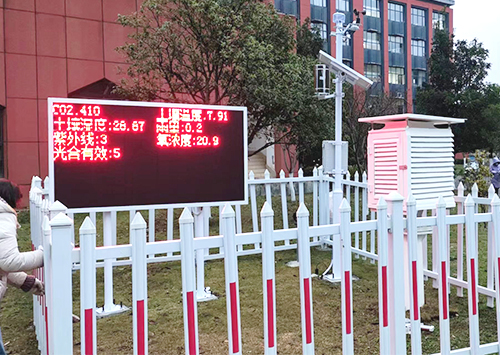 CO2.410 土壤温度:7.91
土壤湿度:26.67 雨量:0.2
紫外线:3 氧浓度:20.9
光合有效:5